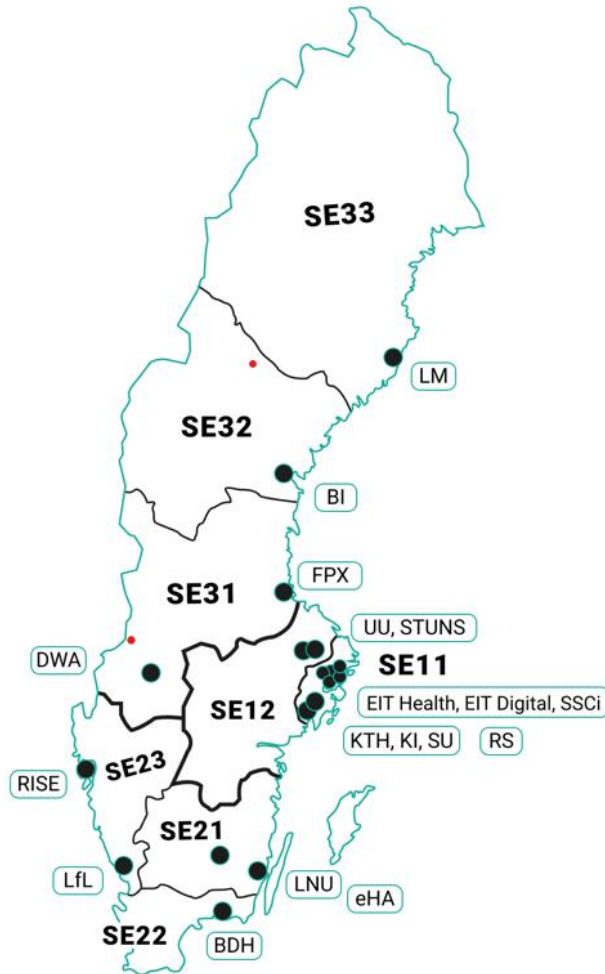 SE33
LM
SE32
BI
FPX
SE31
UU, STUNS
DWA
SE11
SE12
EIT Health, EIT Digital, SSCi
KTH, KI, SU
RS
SE23
RISE
SE21
LfL
LNU
eHA
SE22
BDH